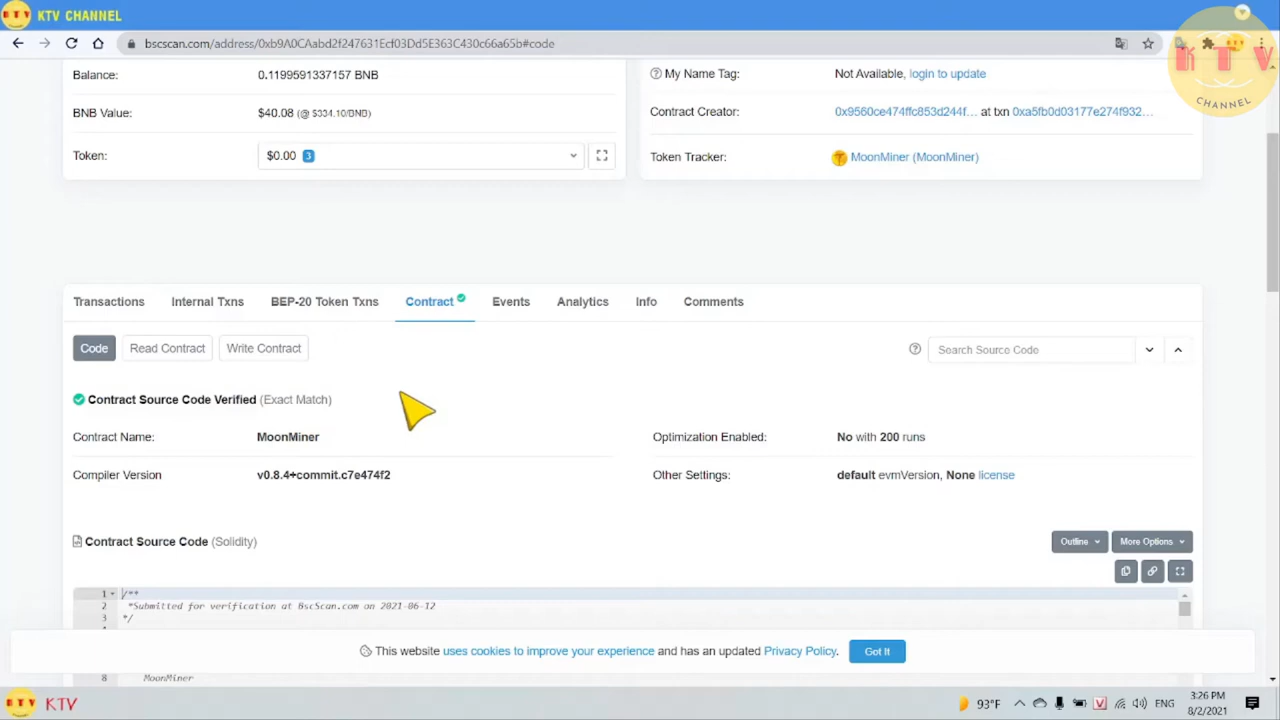 KTV CHANNEL
bscscan.com/address/0xb9A0CAabd2f247631Ecf03Dd5E363C430c66a65b#code
K T V
CHANNEL
Balance: 0.1199591337157 BNB
My Name Tag: Not Available, login to update
BNB Value: $40.08 (@ $334.10/BNB)
Contract Creator: 0x9560ce474ffc853d244f... at txn 0xa5fb0d03177e274f932...
Token: $0.00 3
Token Tracker: MoonMiner (MoonMiner)
Transactions Internal Txns BEP-20 Token Txns Contract Events Analytics Info Comments
Code Read Contract Write Contract
Search Source Code
Contract Source Code Verified (Exact Match)
Contract Name: MoonMiner
Optimization Enabled: No with 200 runs
Compiler Version v0.8.4+commit.c7e474f2
Other Settings: default evmVersion, None license
Contract Source Code (Solidity)
Outline More Options
1 /**
2 *Submitted for verification at BscScan.com on 2021-06-12
3 */
This website uses cookies to improve your experience and has an updated Privacy Policy. Got It
8 MoonMiner
KTV
93°F
ENG
3:26 PM
8/2/2021